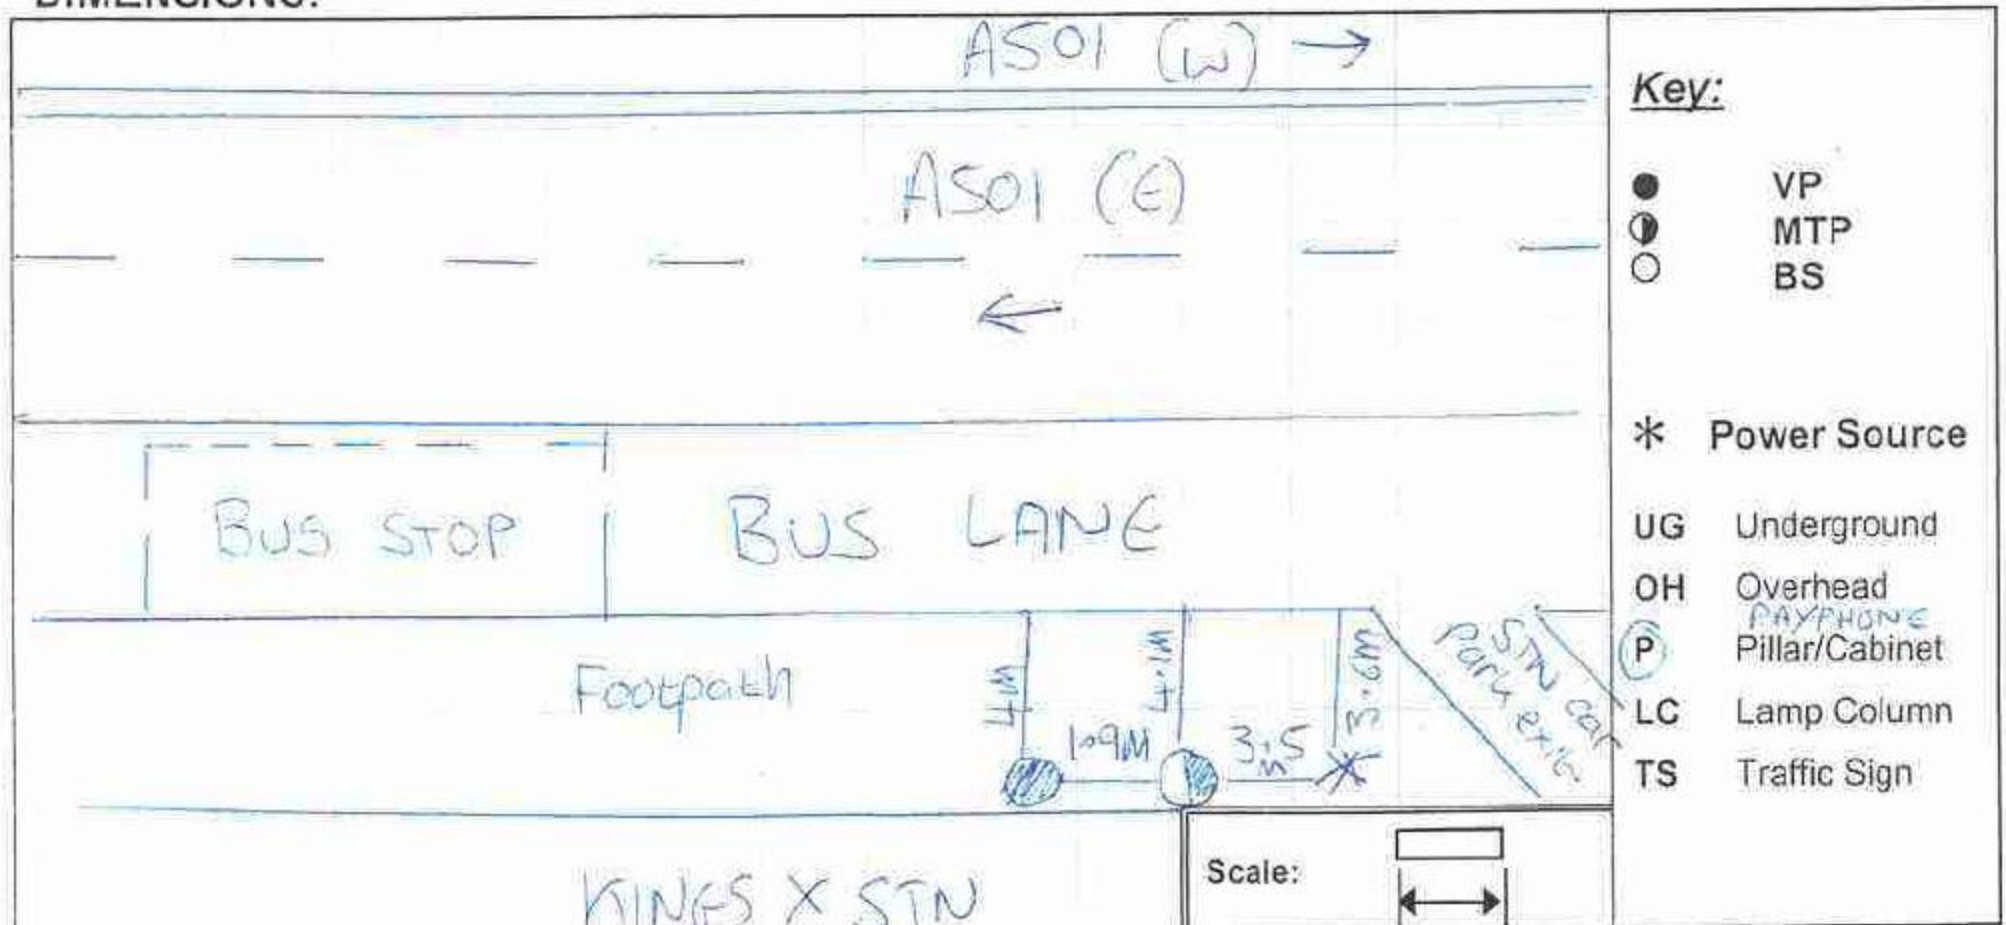 DIMENSIONS:
A501 (W) →
A501 (E)
←
BUS STOP
BUS LANE
Footpath
4M
4.1M
3.6M
1.9M
3.5
M
STN car
park exit
KINGS X STN
Scale:
Key:
VP
MTP
BS
* Power Source
UG Underground
OH Overhead
PAYPHONE
P Pillar/Cabinet
LC Lamp Column
TS Traffic Sign